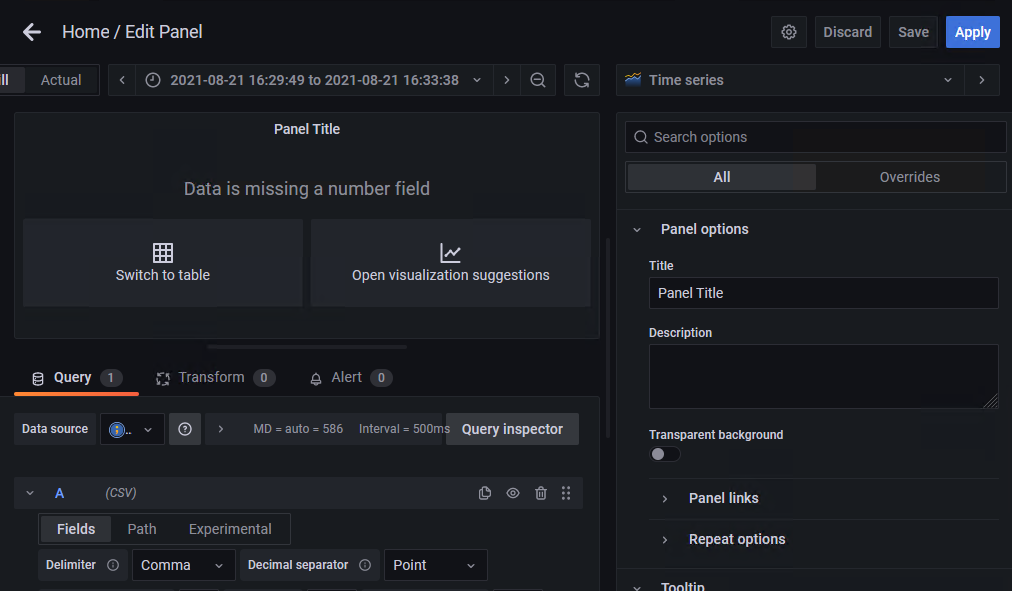 Home / Edit Panel
Discard
Save
Apply
ll
Actual
2021-08-21 16:29:49 to 2021-08-21 16:33:38
Time series
Panel Title
Data is missing a number field
Switch to table
Open visualization suggestions
Search options
All
Overrides
Panel options
Title
Panel Title
Description
Transparent background
Panel links
Repeat options
Tooltip
Query 1
Transform 0
Alert 0
Data source
..
MD = auto = 586 Interval = 500ms
Query inspector
A (CSV)
Fields
Path
Experimental
Delimiter
Comma
Decimal separator
Point